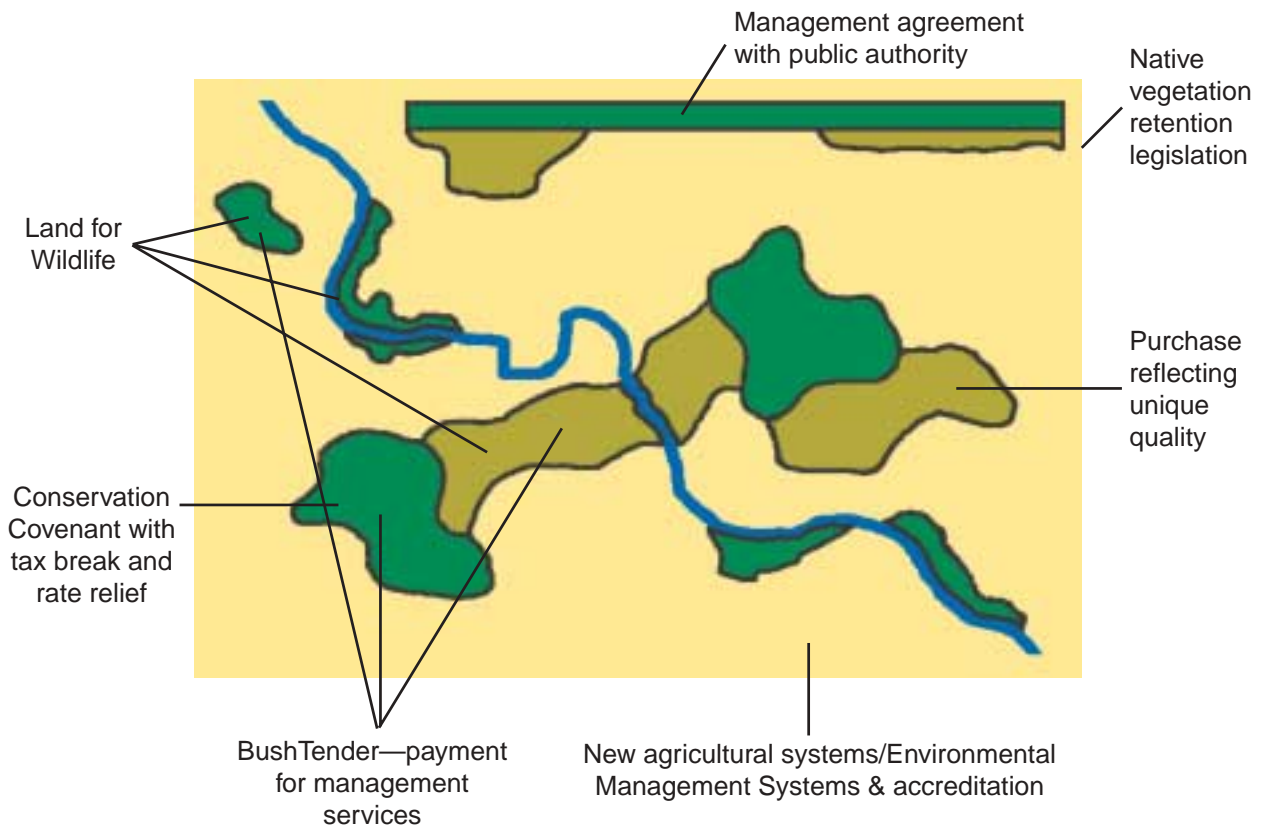 Management agreement
with public authority
Native
vegetation
retention
legislation
Land for
Wildlife
Purchase
reflecting
unique
quality
Conservation
Covenant with
tax break and
rate relief
BushTender—payment
for management
services
New agricultural systems/Environmental
Management Systems & accreditation